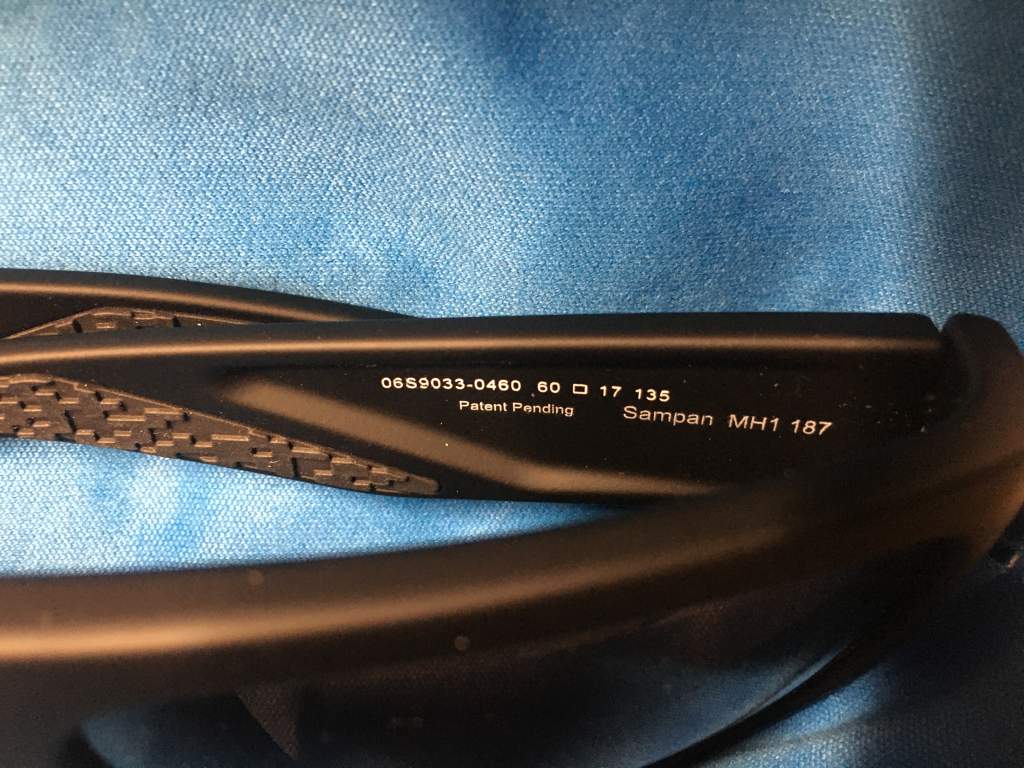 06S9033-0460 60 □ 17 135
Patent Pending Sampan MH1 187